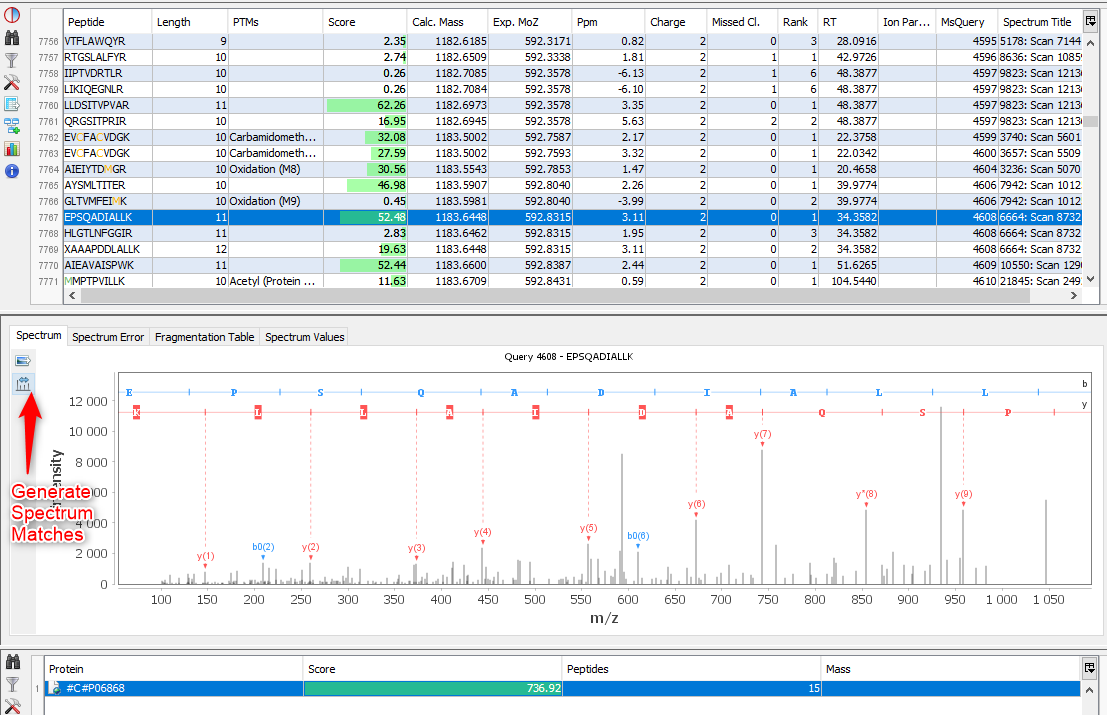 Peptide Length PTMs Score Calc. Mass Exp. MoZ Ppm Charge Missed Cl. Rank RT Ion Par... MsQuery Spectrum Title
7756 VTFLAWQYR 9 2.35 1182.6185 592.3171 0.82 2 0 3 28.0916 4595 5178: Scan 7144
7757 RTGSLALFYR 10 2.74 1182.6509 592.3338 1.81 2 1 1 42.9726 4596 8636: Scan 1085
7758 IIPTVDRTLR 10 0.26 1182.7085 592.3578 -6.13 2 1 6 48.3877 4597 9823: Scan 1213
7759 LIKIQEGNLR 10 0.26 1182.7084 592.3578 -6.10 2 1 6 48.3877 4597 9823: Scan 1213
7760 LLDSITVPVAR 11 62.26 1182.6973 592.3578 3.35 2 0 1 48.3877 4597 9823: Scan 1213
7761 QRGSITPRIR 10 16.95 1182.6945 592.3578 5.63 2 2 2 48.3877 4597 9823: Scan 1213
7762 EVCFACVDGK 10 Carbamidometh... 32.08 1183.5002 592.7587 2.17 2 0 1 22.3758 4599 3740: Scan 5601
7763 EVCFACVDGK 10 Carbamidometh... 27.59 1183.5002 592.7593 3.32 2 0 1 22.0342 4600 3657: Scan 5509
7764 AIEIYTDMGR 10 Oxidation (M8) 30.56 1183.5543 592.7853 1.47 2 0 1 20.4658 4604 3236: Scan 5070
7765 AYSMLTITER 10 46.98 1183.5907 592.8040 2.26 2 0 1 39.9774 4606 7942: Scan 1012
7766 GLTVMFEIMK 10 Oxidation (M9) 0.45 1183.5981 592.8040 -3.99 2 0 2 39.9774 4606 7942: Scan 1012
7767 EPSQADIALLK 11 52.48 1183.6448 592.8315 3.11 2 0 1 34.3582 4608 6664: Scan 8732
7768 HLGTLNFGGIR 11 2.83 1183.6462 592.8315 1.95 2 0 3 34.3582 4608 6664: Scan 8732
7769 XAAAPDDLALLK 12 19.63 1183.6448 592.8315 3.11 2 0 2 34.3582 4608 6664: Scan 8732
7770 AIEAVAISPWK 11 52.44 1183.6600 592.8387 2.44 2 0 1 51.6265 4609 10550: Scan 129
7771 MMPTPVILLK 10 Acetyl (Protein ... 11.63 1183.6709 592.8431 0.59 2 0 1 104.5440 4610 21845: Scan 249
Spectrum Spectrum Error Fragmentation Table Spectrum Values
Query 4608 - EPSQADIALLK
E P S Q A D I A L L b
K L L A I D A Q S P y
12 000
10 000
8 000
000
4 000
2 000
0
y(1) b0(2) y(2) y(3) y(4) y(5) b0(6) y(6) y(7) y*(8) y(9)
100 150 200 250 300 350 400 450 500 550 600 650 700 750 800 850 900 950 1 000 1 050
m/z
Generate
Spectrum
Matches
Protein Score Peptides Mass
1 #C#P06868 736.92 15